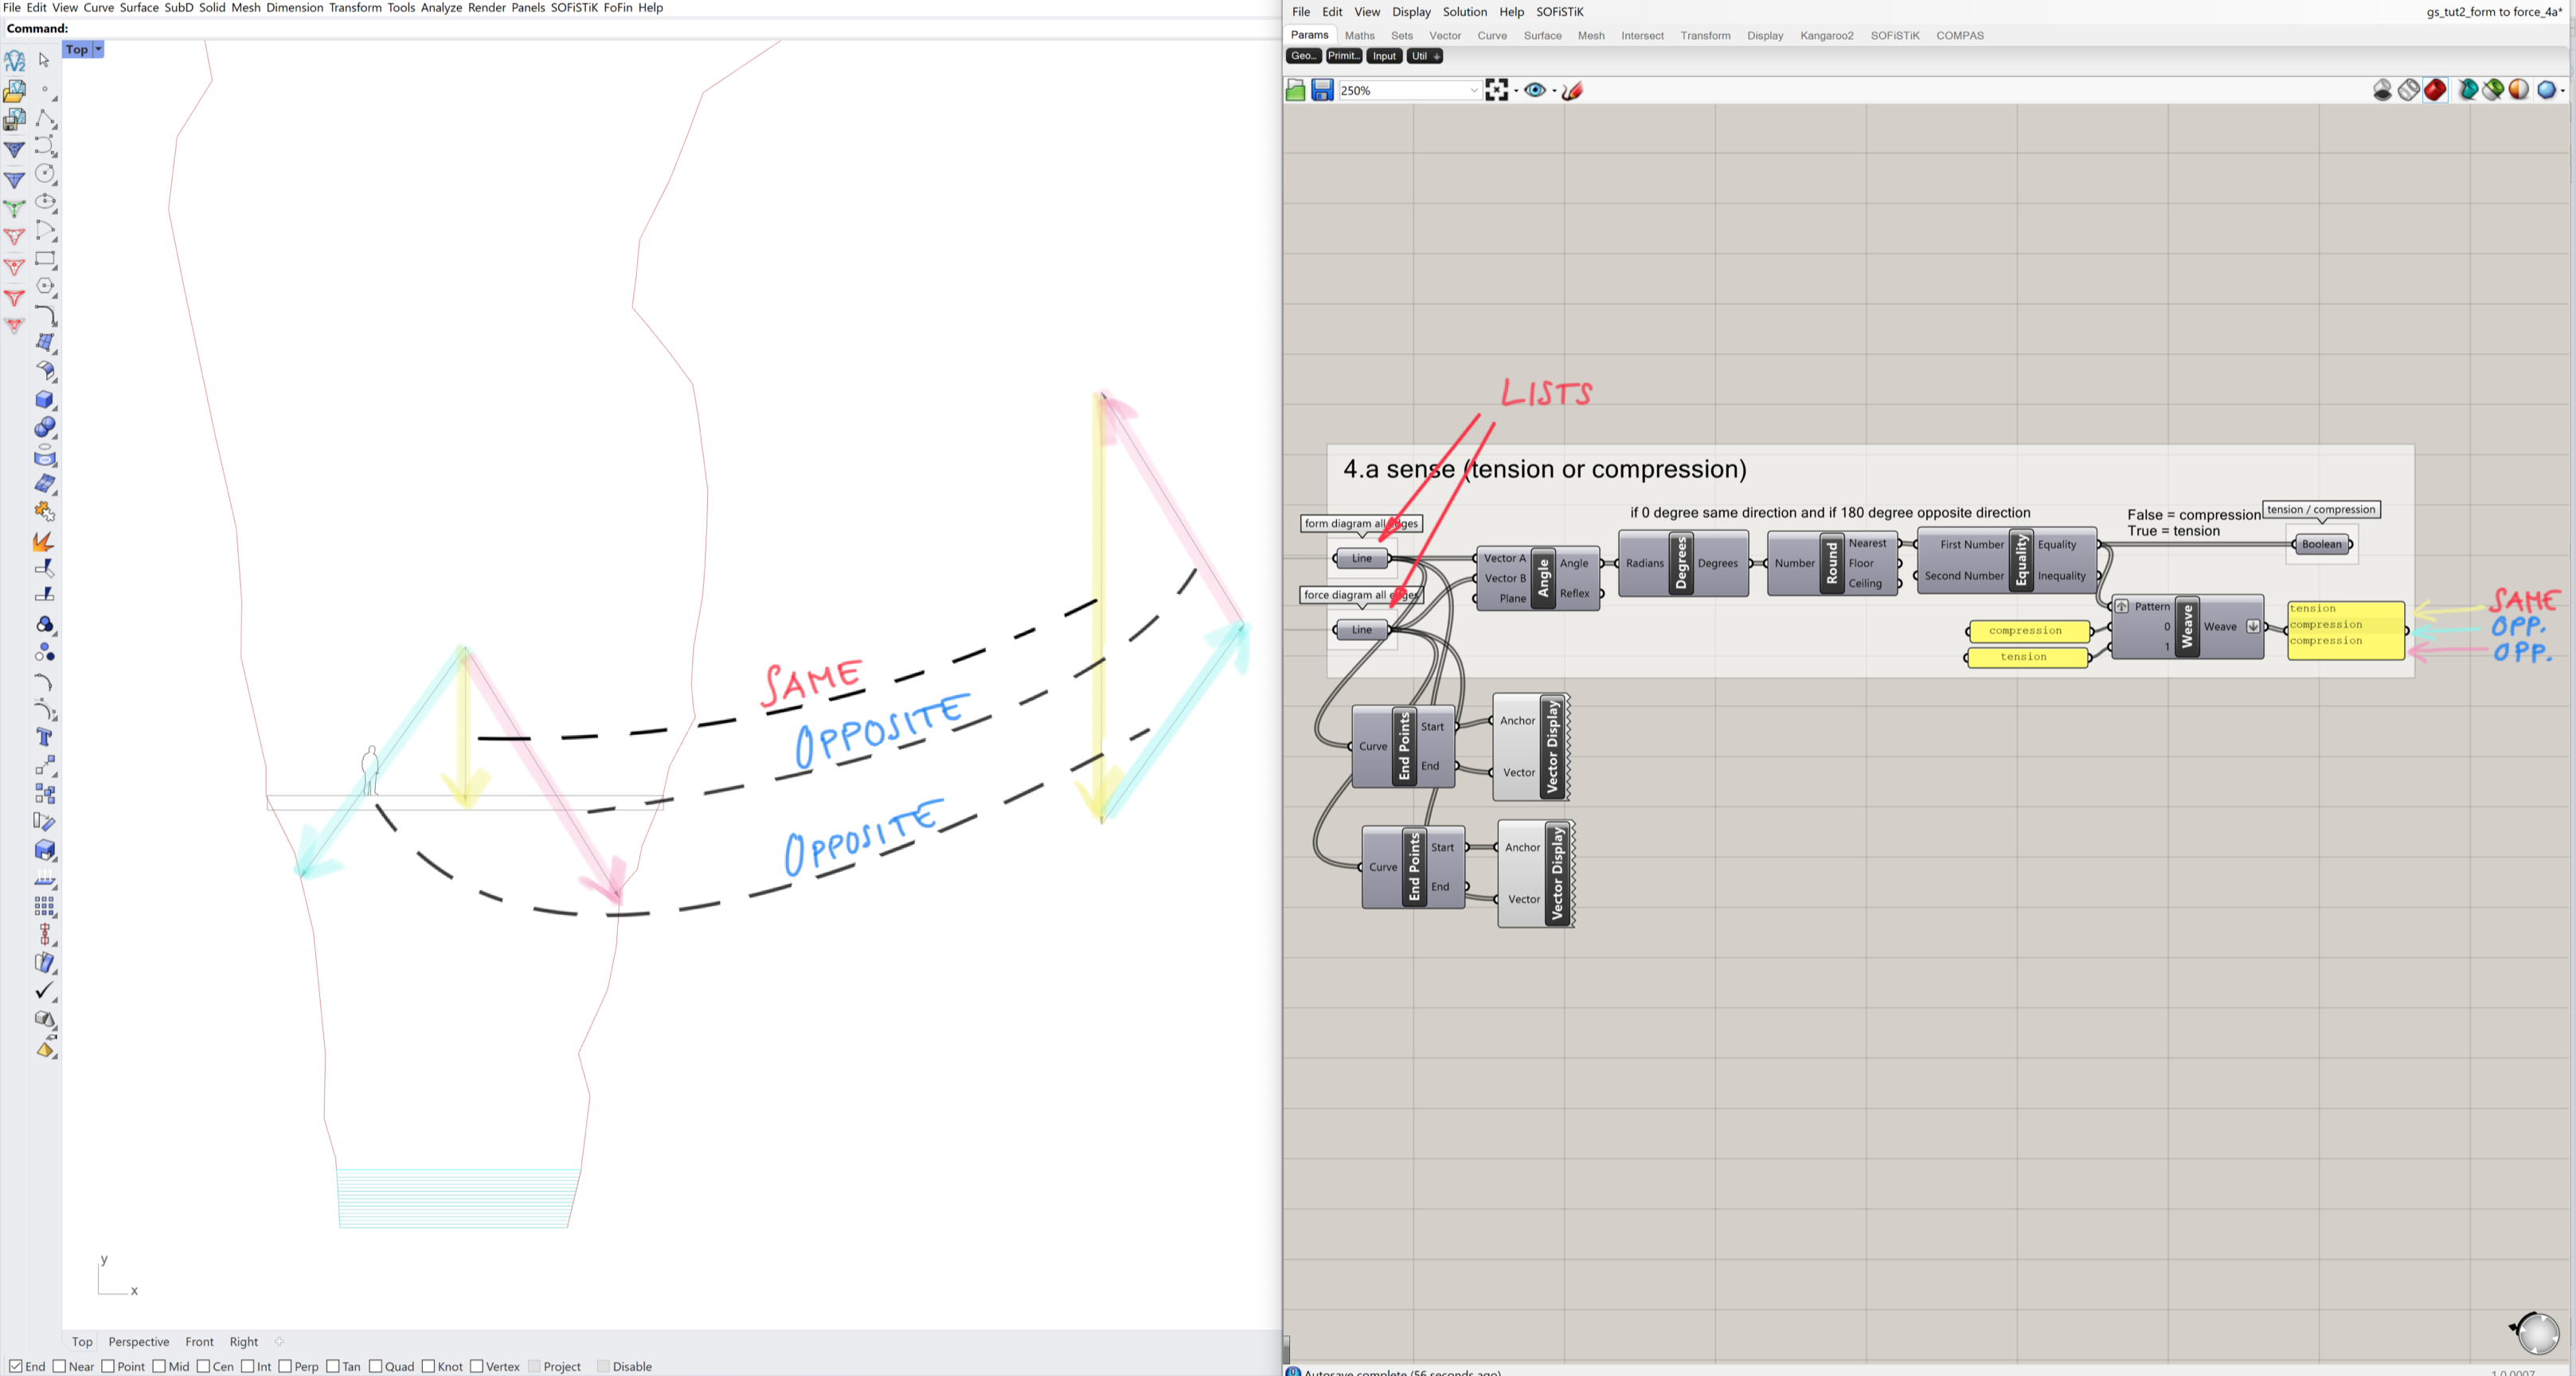 File Edit View Curve Surface SubD Solid Mesh Dimension Transform Tools Analyze Render Panels SOFiSTiK FoFin Help
Command:
Top
SAME
OPPOSITE
OPPOSITE
y
x
Top Perspective Front Right
End Near Point Mid Cen Int Perp Tan Quad Knot Vertex Project Disable
File Edit View Display Solution Help SOFiSTiK
gs_tut2_form to force_4a*
Params Maths Sets Vector Curve Surface Mesh Intersect Transform Display Kangaroo2 SOFiSTiK COMPAS
Geo... Primit... Input Util
250%
LISTS
4.a sense (tension or compression)
if 0 degree same direction and if 180 degree opposite direction
False = compression
True = tension
tension / compression
Boolean
form diagram all edges
Line
force diagram all edges
Line
Vector A
Vector B
Plane
Angle
Angle
Reflex
Radians
Degrees
Degrees
Number
Round
Nearest
Floor
Ceiling
First Number
Second Number
Equality
Equality
Inequality
compression
tension
Pattern
0
1
Weave
Weave
tension
compression
compression
SAME
OPP.
OPP.
Curve
End Points
Start
End
Anchor
Vector
Vector Display
Curve
End Points
Start
End
Anchor
Vector
Vector Display
Autosave complete (56 seconds ago)
1.0.0007